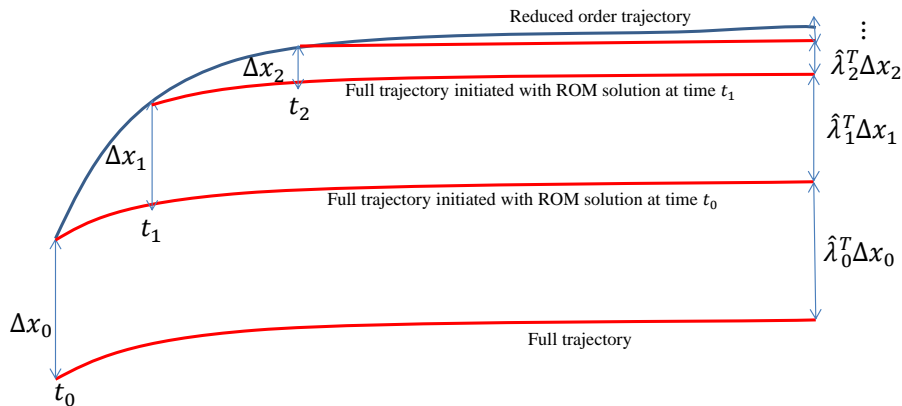 Reduced order trajectory
⋮
Δx₂
λ̂₂ᵀΔx₂
t₂
Full trajectory initiated with ROM solution at time t₁
Δx₁
λ̂₁ᵀΔx₁
t₁
Full trajectory initiated with ROM solution at time t₀
λ̂₀ᵀΔx₀
Δx₀
Full trajectory
t₀